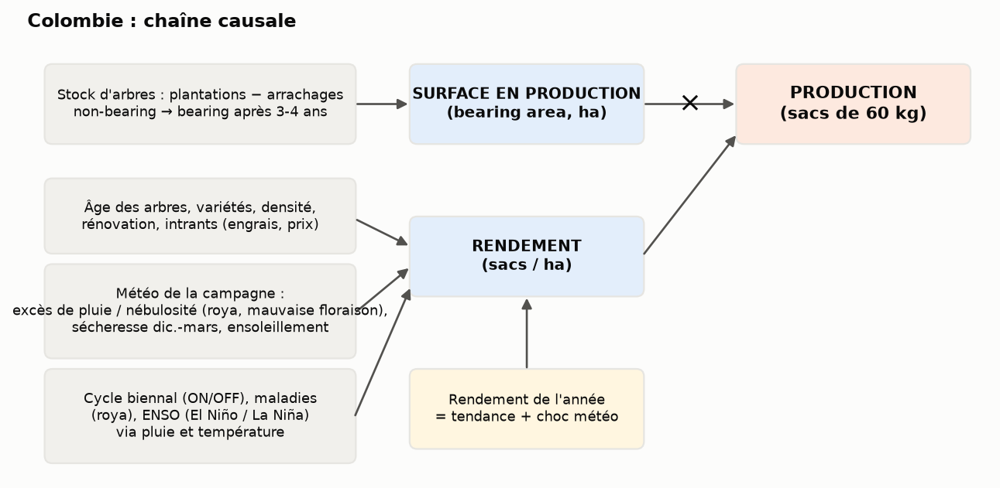 Colombie : chaîne causale
Stock d'arbres : plantations − arrachages
non-bearing → bearing après 3-4 ans
SURFACE EN PRODUCTION
(bearing area, ha)
×
PRODUCTION
(sacs de 60 kg)
Âge des arbres, variétés, densité,
rénovation, intrants (engrais, prix)
RENDEMENT
(sacs / ha)
Météo de la campagne :
excès de pluie / nébulosité (roya, mauvaise floraison),
sécheresse dic.-mars, ensoleillement
Cycle biennal (ON/OFF), maladies
(roya), ENSO (El Niño / La Niña)
via pluie et température
Rendement de l'année
= tendance + choc météo